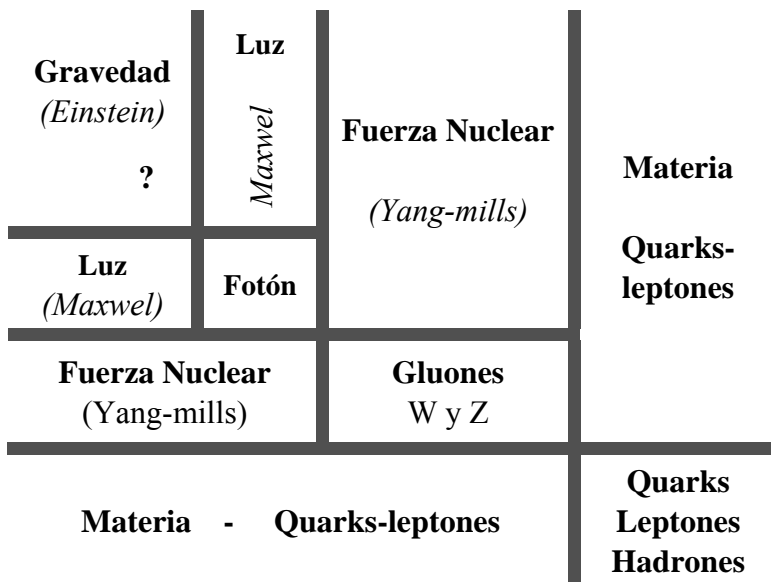 Gravedad
(Einstein)
?
Luz
Maxwel
Fuerza Nuclear
(Yang-mills)
Materia
Quarks-
leptones
Luz
(Maxwel)
Fotón
Fuerza Nuclear
(Yang-mills)
Gluones
W y Z
Materia - Quarks-leptones
Quarks
Leptones
Hadrones